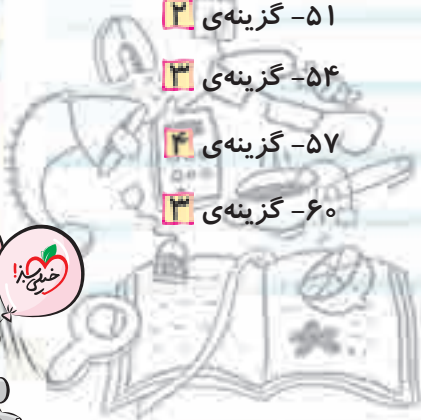 ۵۱- گزینه‌ی ۲
۵۴- گزینه‌ی ۳
۵۷- گزینه‌ی ۴
۶۰- گزینه‌ی ۳
خیلی سبز!